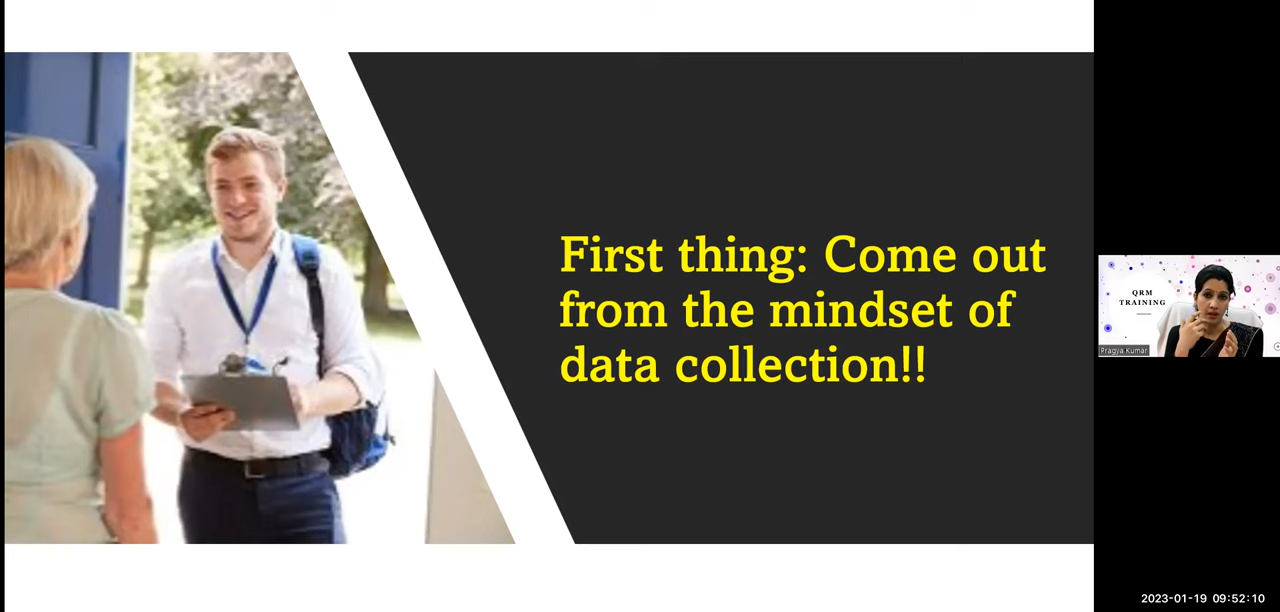 First thing: Come out
from the mindset of
data collection!!
QRM
TRAINING
Pragya Kumar
2023-01-19 09:52:10